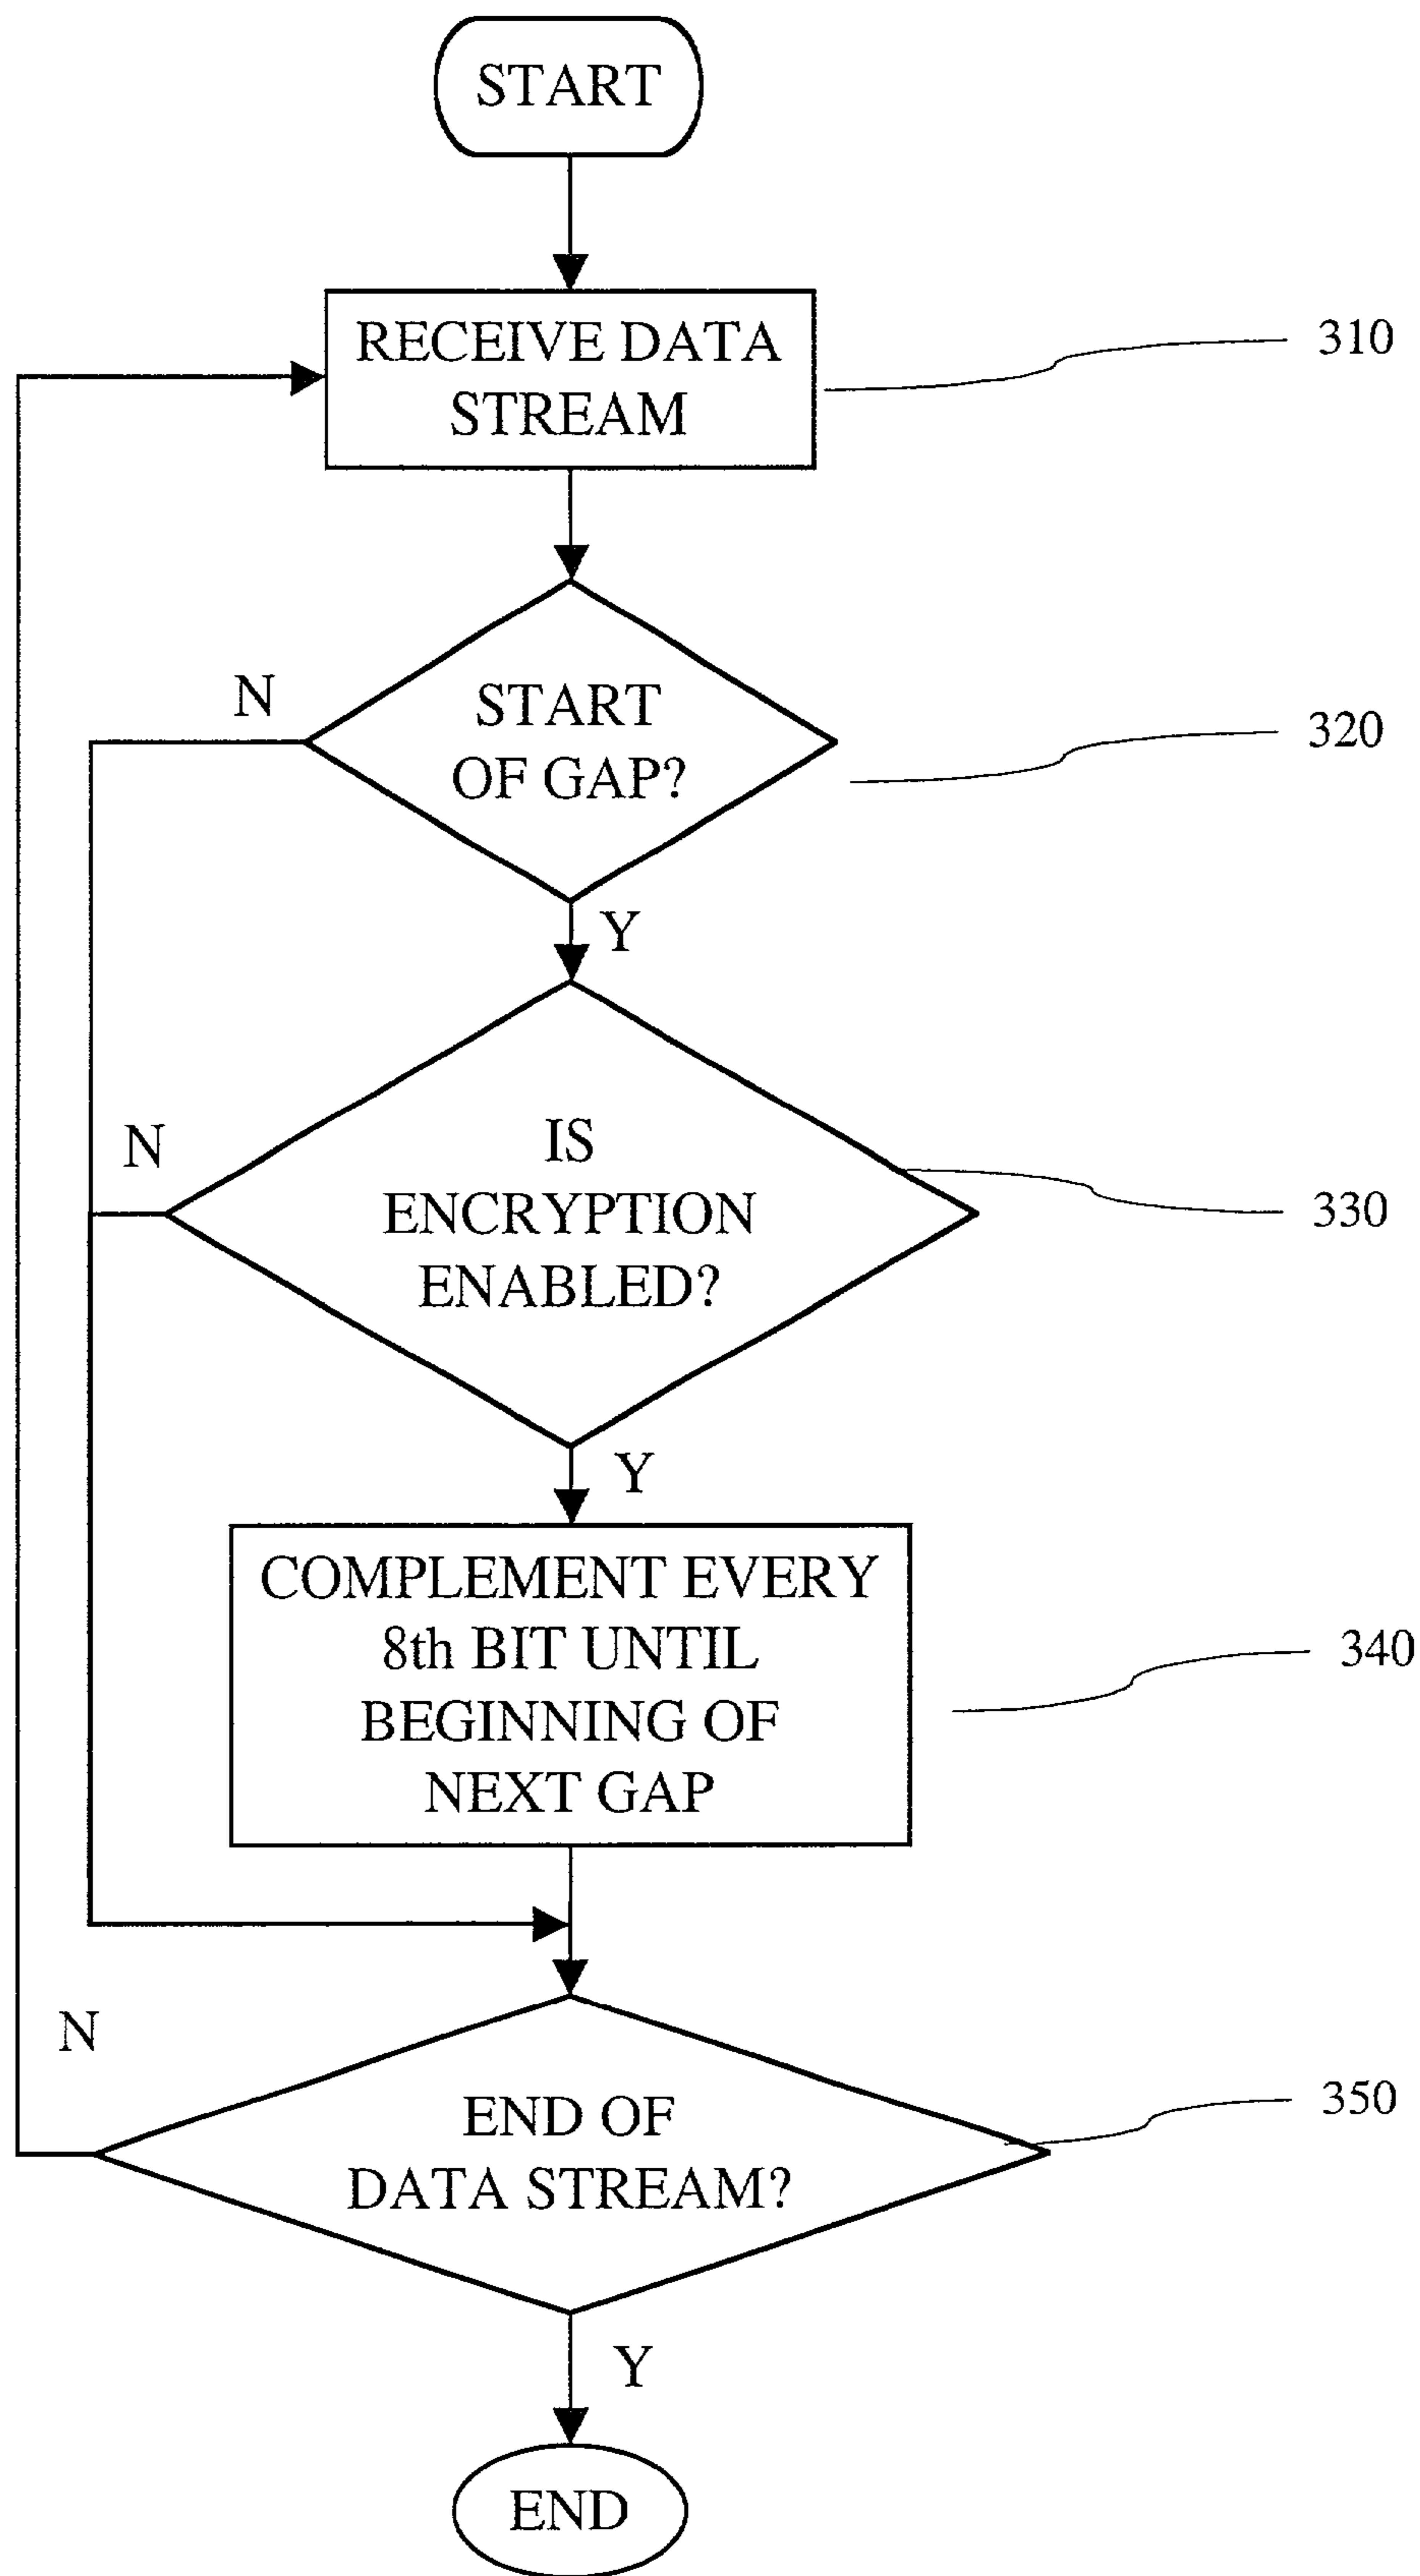 START
RECEIVE DATA
STREAM
310
N
START
OF GAP?
320
Y
N
IS
ENCRYPTION
ENABLED?
330
Y
COMPLEMENT EVERY
8th BIT UNTIL
BEGINNING OF
NEXT GAP
340
N
END OF
DATA STREAM?
350
Y
END